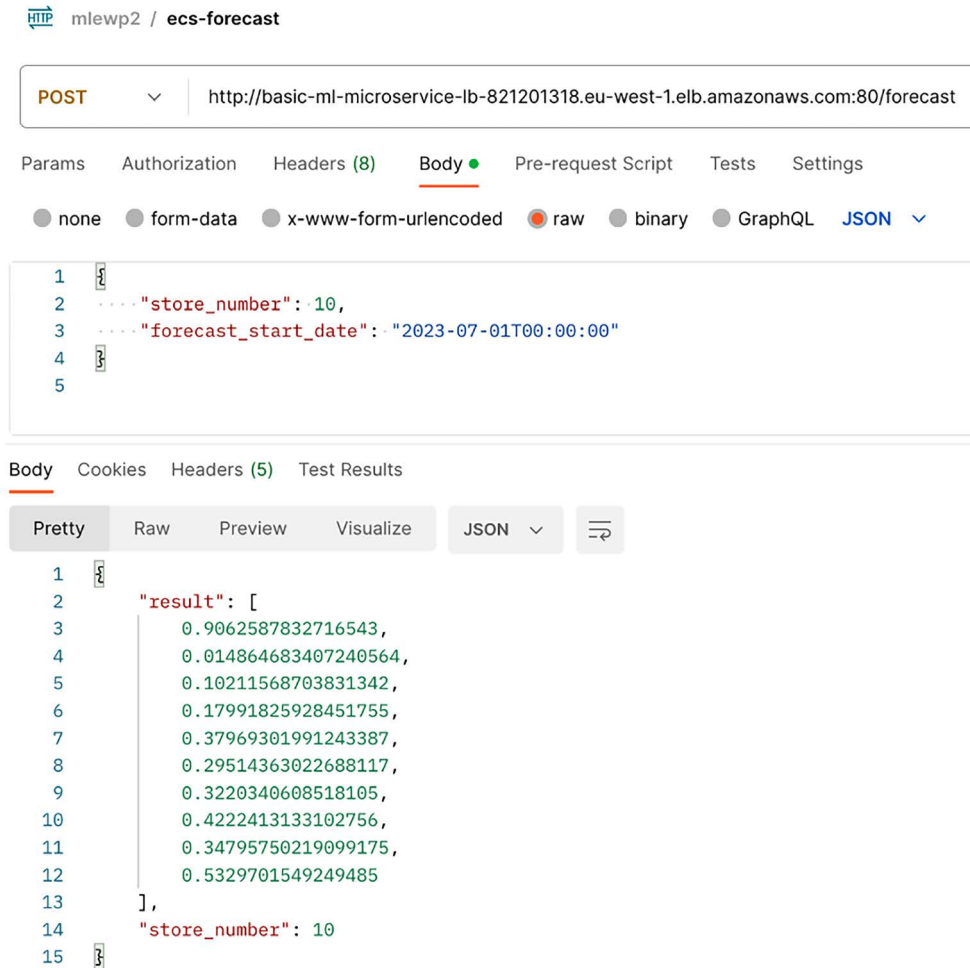 HTTP mlewp2 / ecs-forecast
POST http://basic-ml-microservice-lb-821201318.eu-west-1.elb.amazonaws.com:80/forecast
Params Authorization Headers (8) Body Pre-request Script Tests Settings
none form-data x-www-form-urlencoded raw binary GraphQL JSON
1 {
2 ····"store_number":·10,
3 ····"forecast_start_date":·"2023-07-01T00:00:00"
4 }
5
Body Cookies Headers (5) Test Results
Pretty Raw Preview Visualize JSON
1 {
2 "result": [
3 0.9062587832716543,
4 0.014864683407240564,
5 0.10211568703831342,
6 0.17991825928451755,
7 0.37969301991243387,
8 0.29514363022688117,
9 0.3220340608518105,
10 0.4222413133102756,
11 0.34795750219099175,
12 0.5329701549249485
13 ],
14 "store_number": 10
15 }